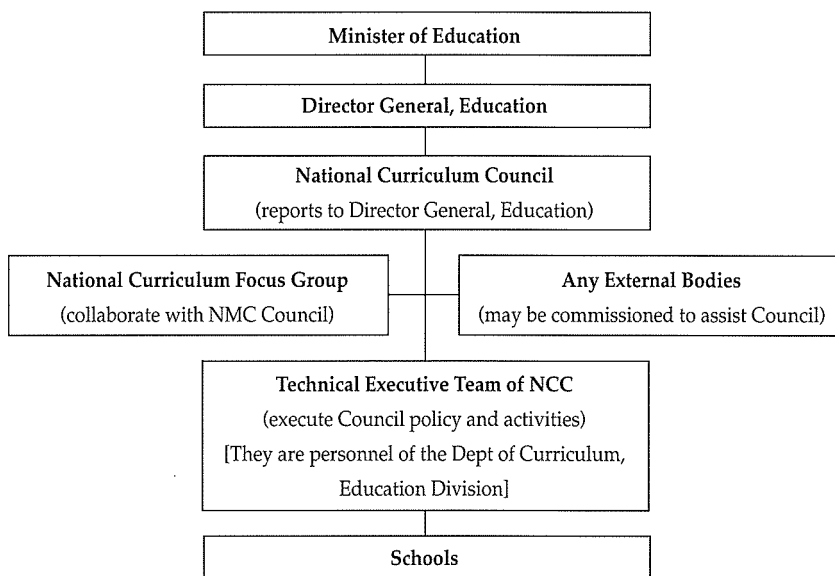 Minister of Education
Director General, Education
National Curriculum Council
(reports to Director General, Education)
National Curriculum Focus Group
(collaborate with NMC Council)
Any External Bodies
(may be commissioned to assist Council)
Technical Executive Team of NCC
(execute Council policy and activities)
[They are personnel of the Dept of Curriculum,
Education Division]
Schools